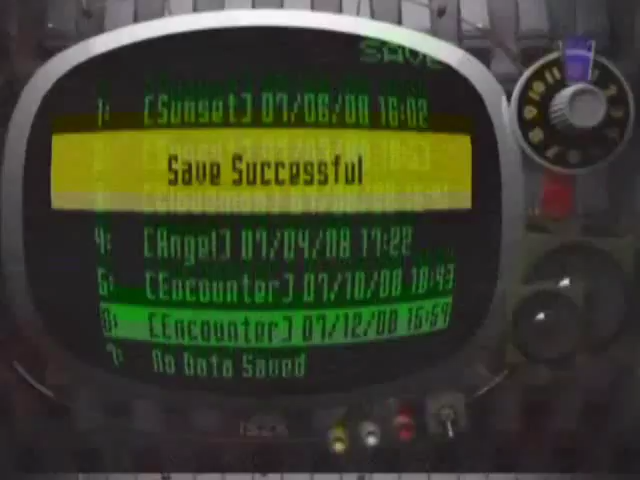 SAVE
1: [Sunset] 07/06/08 16:02
Save Successful
4: [Angel] 07/04/08 17:22
5: [Encounter] 07/10/08 18:43
6: [Encounter] 07/12/08 16:59
7: No Data Saved